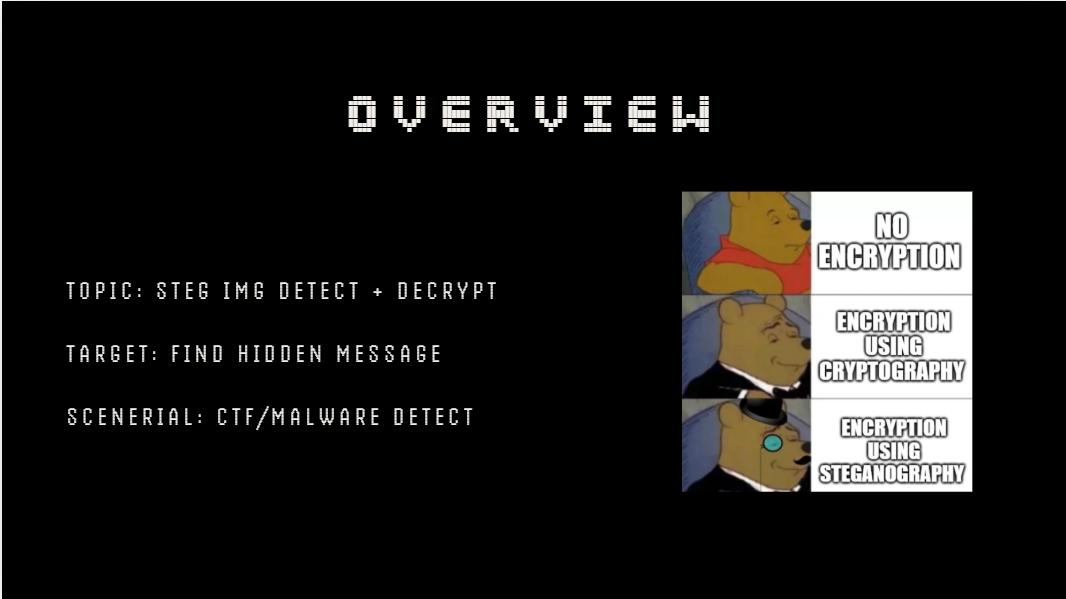 OVERVIEW
TOPIC: STEG IMG DETECT + DECRYPT
TARGET: FIND HIDDEN MESSAGE
SCENERIAL: CTF/MALWARE DETECT
NO
ENCRYPTION
ENCRYPTION
USING
CRYPTOGRAPHY
ENCRYPTION
USING
STEGANOGRAPHY